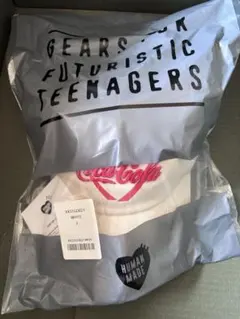 GEARS FOR
FUTURISTIC
TEENAGERS
Coca-Cola
HUMAN
MADE